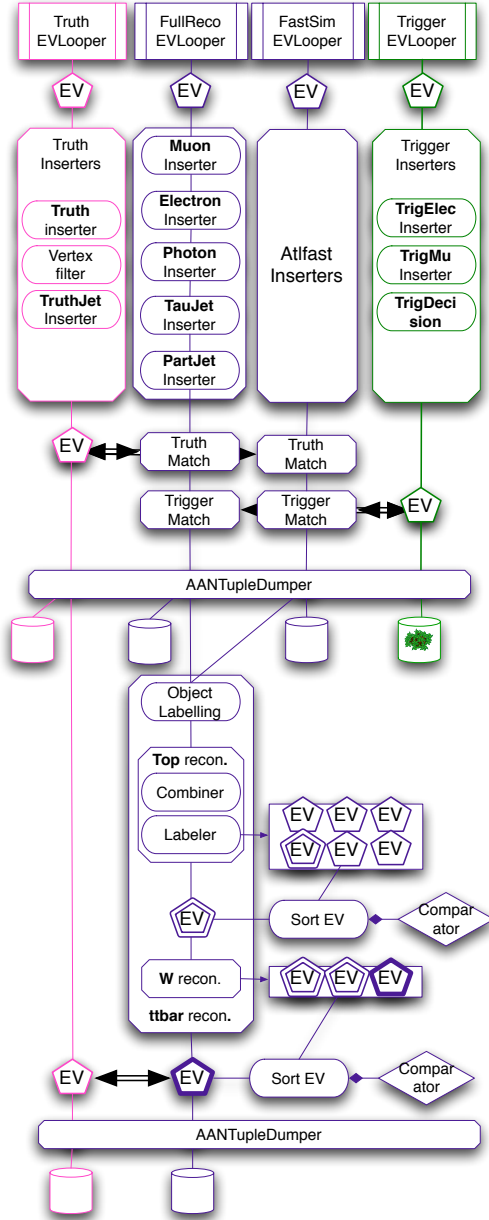 Truth
EVLooper
FullReco
EVLooper
FastSim
EVLooper
Trigger
EVLooper
EV
EV
EV
EV
Truth
Inserters
Truth
inserter
Vertex
filter
TruthJet
Inserter
Muon
Inserter
Electron
Inserter
Photon
Inserter
TauJet
Inserter
PartJet
Inserter
Atlfast
Inserters
Trigger
Inserters
TrigElec
Inserter
TrigMu
Inserter
TrigDeci
sion
EV
Truth
Match
Truth
Match
Trigger
Match
Trigger
Match
EV
AANTupleDumper
Object
Labelling
Top recon.
Combiner
Labeler
EV
EV
EV
EV
EV
EV
EV
Sort EV
Compar
ator
W recon.
EV
EV
EV
ttbar recon.
EV
EV
Sort EV
Compar
ator
AANTupleDumper